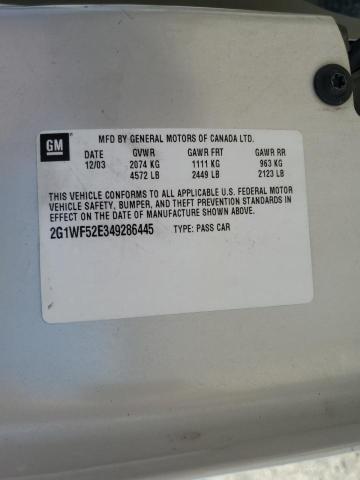 GM
MFD BY GENERAL MOTORS OF CANADA LTD.
DATE GVWR GAWR FRT GAWR RR
12/03 2074 KG 1111 KG 963 KG
4572 LB 2449 LB 2123 LB
THIS VEHICLE CONFORMS TO ALL APPLICABLE U.S. FEDERAL MOTOR
VEHICLE SAFETY, BUMPER, AND THEFT PREVENTION STANDARDS IN
EFFECT ON THE DATE OF MANUFACTURE SHOWN ABOVE.
2G1WF52E349286445 TYPE: PASS CAR